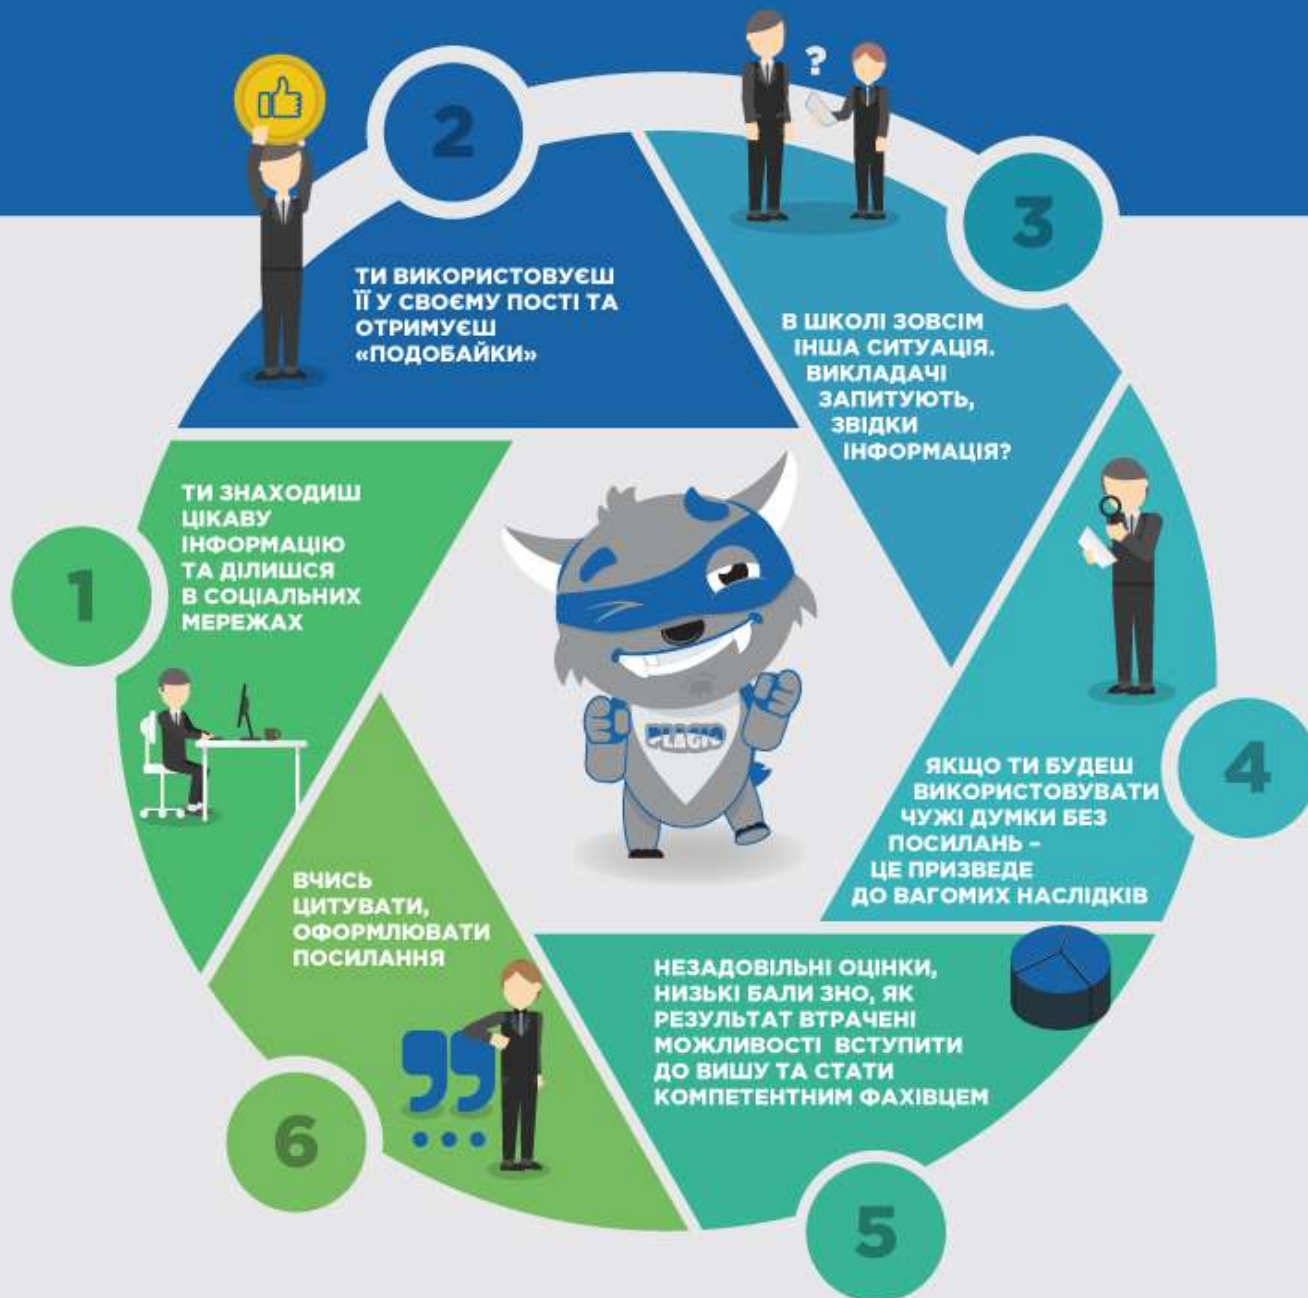 1
ТИ ЗНАХОДИШ
ЦІКАВУ
ІНФОРМАЦІЮ
ТА ДІЛИШСЯ
В СОЦІАЛЬНИХ
МЕРЕЖАХ
2
ТИ ВИКОРИСТОВУЄШ
ЇЇ У СВОЄМУ ПОСТІ ТА
ОТРИМУЄШ
«ПОДОБАЙКИ»
?
3
В ШКОЛІ ЗОВСІМ
ІНША СИТУАЦІЯ.
ВИКЛАДАЧІ
ЗАПИТУЮТЬ,
ЗВІДКИ
ІНФОРМАЦІЯ?
4
ЯКЩО ТИ БУДЕШ
ВИКОРИСТОВУВАТИ
ЧУЖІ ДУМКИ БЕЗ
ПОСИЛАНЬ –
ЦЕ ПРИЗВЕДЕ
ДО ВАГОМИХ НАСЛІДКІВ
5
НЕЗАДОВІЛЬНІ ОЦІНКИ,
НИЗЬКІ БАЛИ ЗНО, ЯК
РЕЗУЛЬТАТ ВТРАЧЕНІ
МОЖЛИВОСТІ ВСТУПИТИ
ДО ВИШУ ТА СТАТИ
КОМПЕТЕНТНИМ ФАХІВЦЕМ
6
ВЧИСЬ
ЦИТУВАТИ,
ОФОРМЛЮВАТИ
ПОСИЛАННЯ
PLAGIO